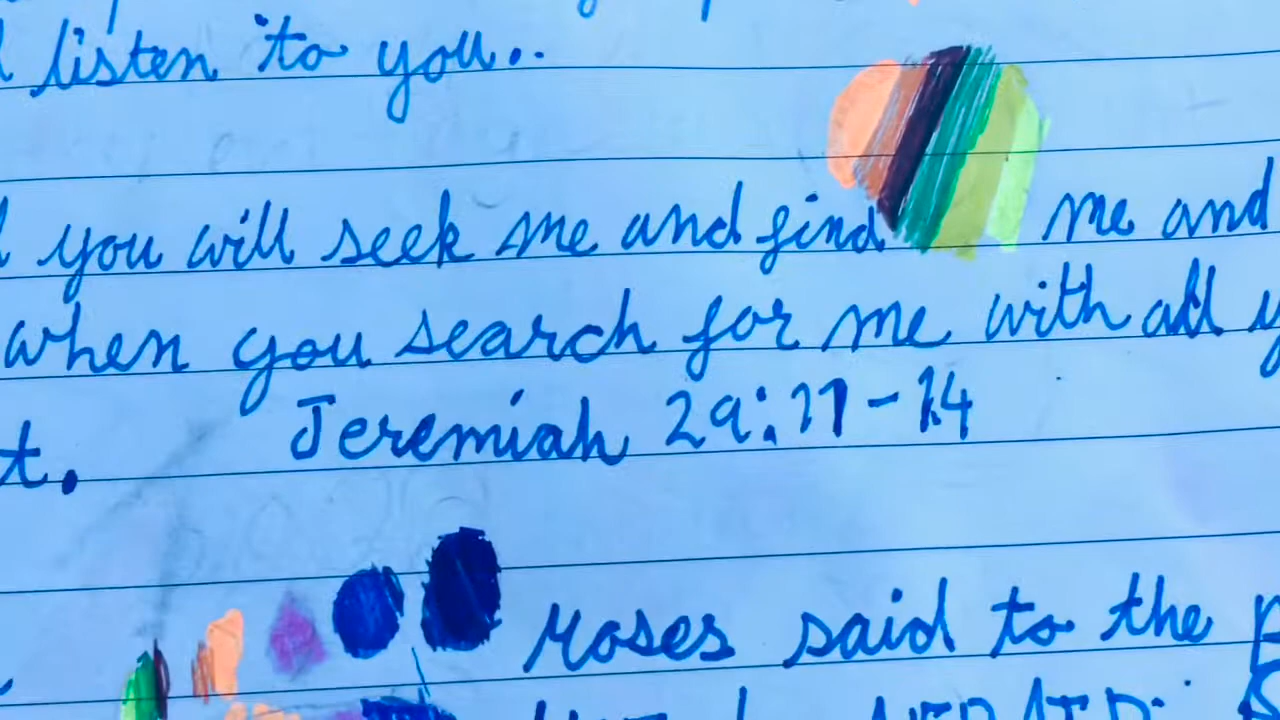 listen to you..
you will seek me and find me and
when you search for me with all
t.
Jeremiah 29:11-14
Moses said to the